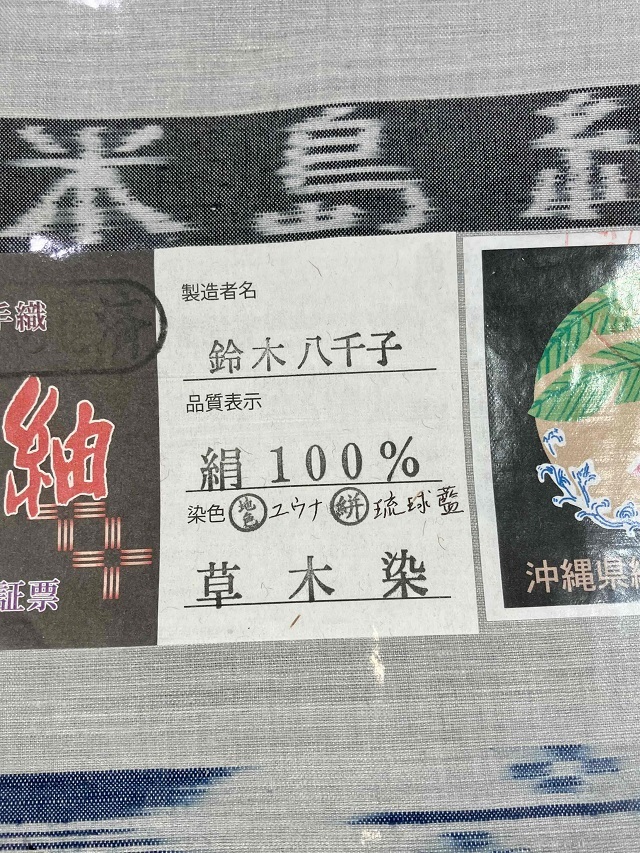 米島紬
手織
済
紬
証票
製造者名
鈴木八千子
品質表示
絹100%
染色 地色 ユウナ 絣 琉球藍
草木染
沖縄県